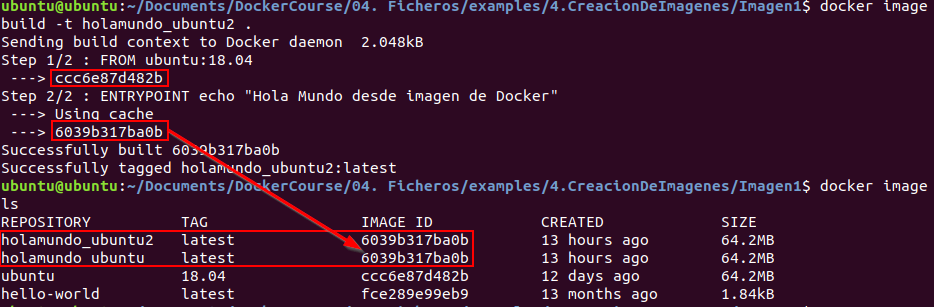 ubuntu@ubuntu:~/Documents/DockerCourse/04. Ficheros/examples/4.CreacionDeImagenes/Imagen1$ docker image
build -t holamundo_ubuntu2 .
Sending build context to Docker daemon  2.048kB
Step 1/2 : FROM ubuntu:18.04
 ---> ccc6e87d482b
Step 2/2 : ENTRYPOINT echo "Hola Mundo desde imagen de Docker"
 ---> Using cache
 ---> 6039b317ba0b
Successfully built 6039b317ba0b
Successfully tagged holamundo_ubuntu2:latest
ubuntu@ubuntu:~/Documents/DockerCourse/04. Ficheros/examples/4.CreacionDeImagenes/Imagen1$ docker image
ls
REPOSITORY          TAG                 IMAGE ID            CREATED             SIZE
holamundo_ubuntu2   latest              6039b317ba0b        13 hours ago        64.2MB
holamundo_ubuntu    latest              6039b317ba0b        13 hours ago        64.2MB
ubuntu              18.04               ccc6e87d482b        12 days ago         64.2MB
hello-world         latest              fce289e99eb9        13 months ago       1.84kB